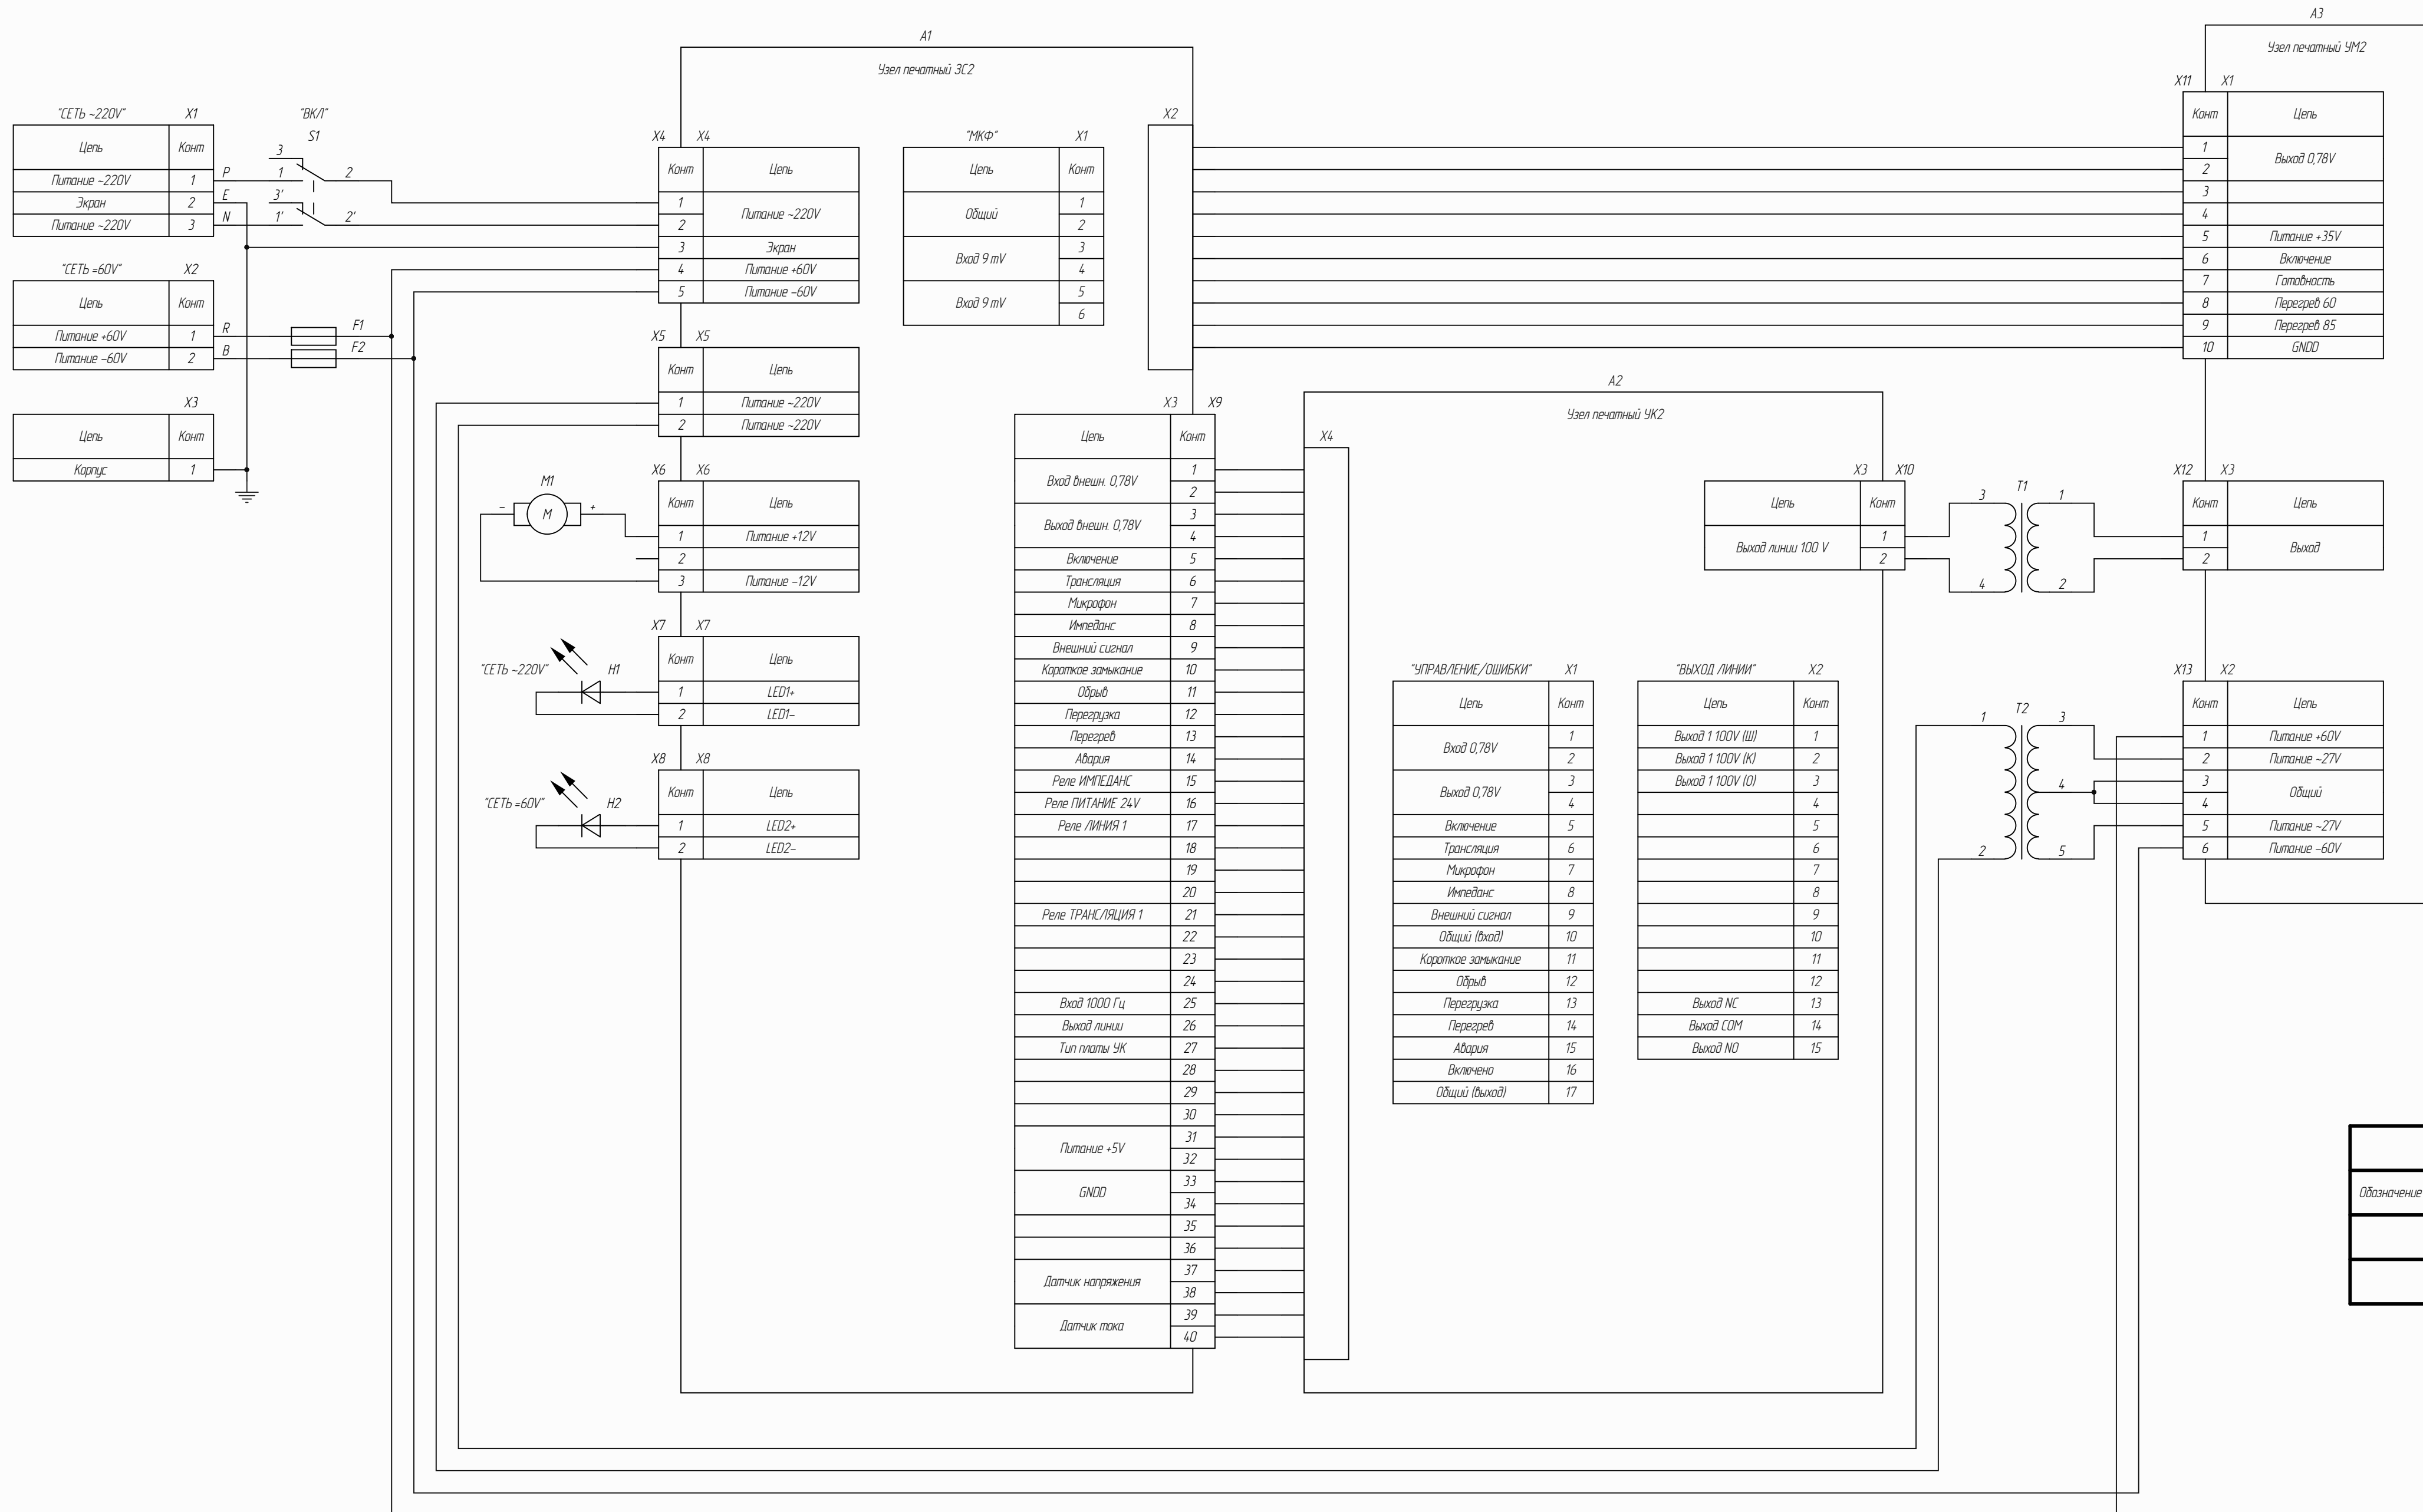 А1
Узел печатный ЗС2
"СЕТЬ ~220V" X1
Цепь Конт
Питание ~220V 1 P
Экран 2 E
Питание ~220V 3 N
"ВКЛ"
S1
3
1 2
3'
1' 2'
"СЕТЬ =60V" X2
Цепь Конт
Питание +60V 1 R F1
Питание -60V 2 B F2
X3
Цепь Конт
Корпус 1
X4 X4
Конт Цепь
1 Питание ~220V
2
3 Экран
4 Питание +60V
5 Питание -60V
X5 X5
Конт Цепь
1 Питание ~220V
2 Питание ~220V
M1
- M +
X6 X6
Конт Цепь
1 Питание +12V
2
3 Питание -12V
"СЕТЬ ~220V" H1
X7 X7
Конт Цепь
1 LED1+
2 LED1-
"СЕТЬ =60V" H2
X8 X8
Конт Цепь
1 LED2+
2 LED2-
"МКФ" X1
Цепь Конт
Общий 1
2
Вход 9 mV 3
4
Вход 9 mV 5
6
X2
X3 X9
Цепь Конт
Вход внешн. 0,78V 1
2
Выход внешн. 0,78V 3
4
Включение 5
Трансляция 6
Микрофон 7
Импеданс 8
Внешний сигнал 9
Короткое замыкание 10
Обрыв 11
Перегрузка 12
Перегрев 13
Авария 14
Реле ИМПЕДАНС 15
Реле ПИТАНИЕ 24V 16
Реле ЛИНИЯ 1 17
18
19
20
Реле ТРАНСЛЯЦИЯ 1 21
22
23
24
Вход 1000 Гц 25
Выход линии 26
Тип платы УК 27
28
29
30
Питание +5V 31
32
GNDD 33
34
35
36
Датчик напряжения 37
38
Датчик тока 39
40
А2
Узел печатный УК2
X4
X3 X10
Цепь Конт
Выход линии 100 V 1
2
"УПРАВЛЕНИЕ/ОШИБКИ" X1
Цепь Конт
Вход 0,78V 1
2
Выход 0,78V 3
4
Включение 5
Трансляция 6
Микрофон 7
Импеданс 8
Внешний сигнал 9
Общий (вход) 10
Короткое замыкание 11
Обрыв 12
Перегрузка 13
Перегрев 14
Авария 15
Включено 16
Общий (выход) 17
"ВЫХОД ЛИНИИ" X2
Цепь Конт
Выход 1 100V (Ш) 1
Выход 1 100V (К) 2
Выход 1 100V (О) 3
4
5
6
7
8
9
10
11
12
Выход NC 13
Выход COM 14
Выход NO 15
T1
3 1
4 2
T2
1 3
4
2 5
А3
Узел печатный УМ2
X11 X1
Конт Цепь
1 Выход 0,78V
2
3
4
5 Питание +35V
6 Включение
7 Готовность
8 Перегрев 60
9 Перегрев 85
10 GNDD
X12 X3
Конт Цепь
1 Выход
2
X13 X2
Конт Цепь
1 Питание +60V
2 Питание ~27V
3 Общий
4
5 Питание ~27V
6 Питание -60V
Обозначение